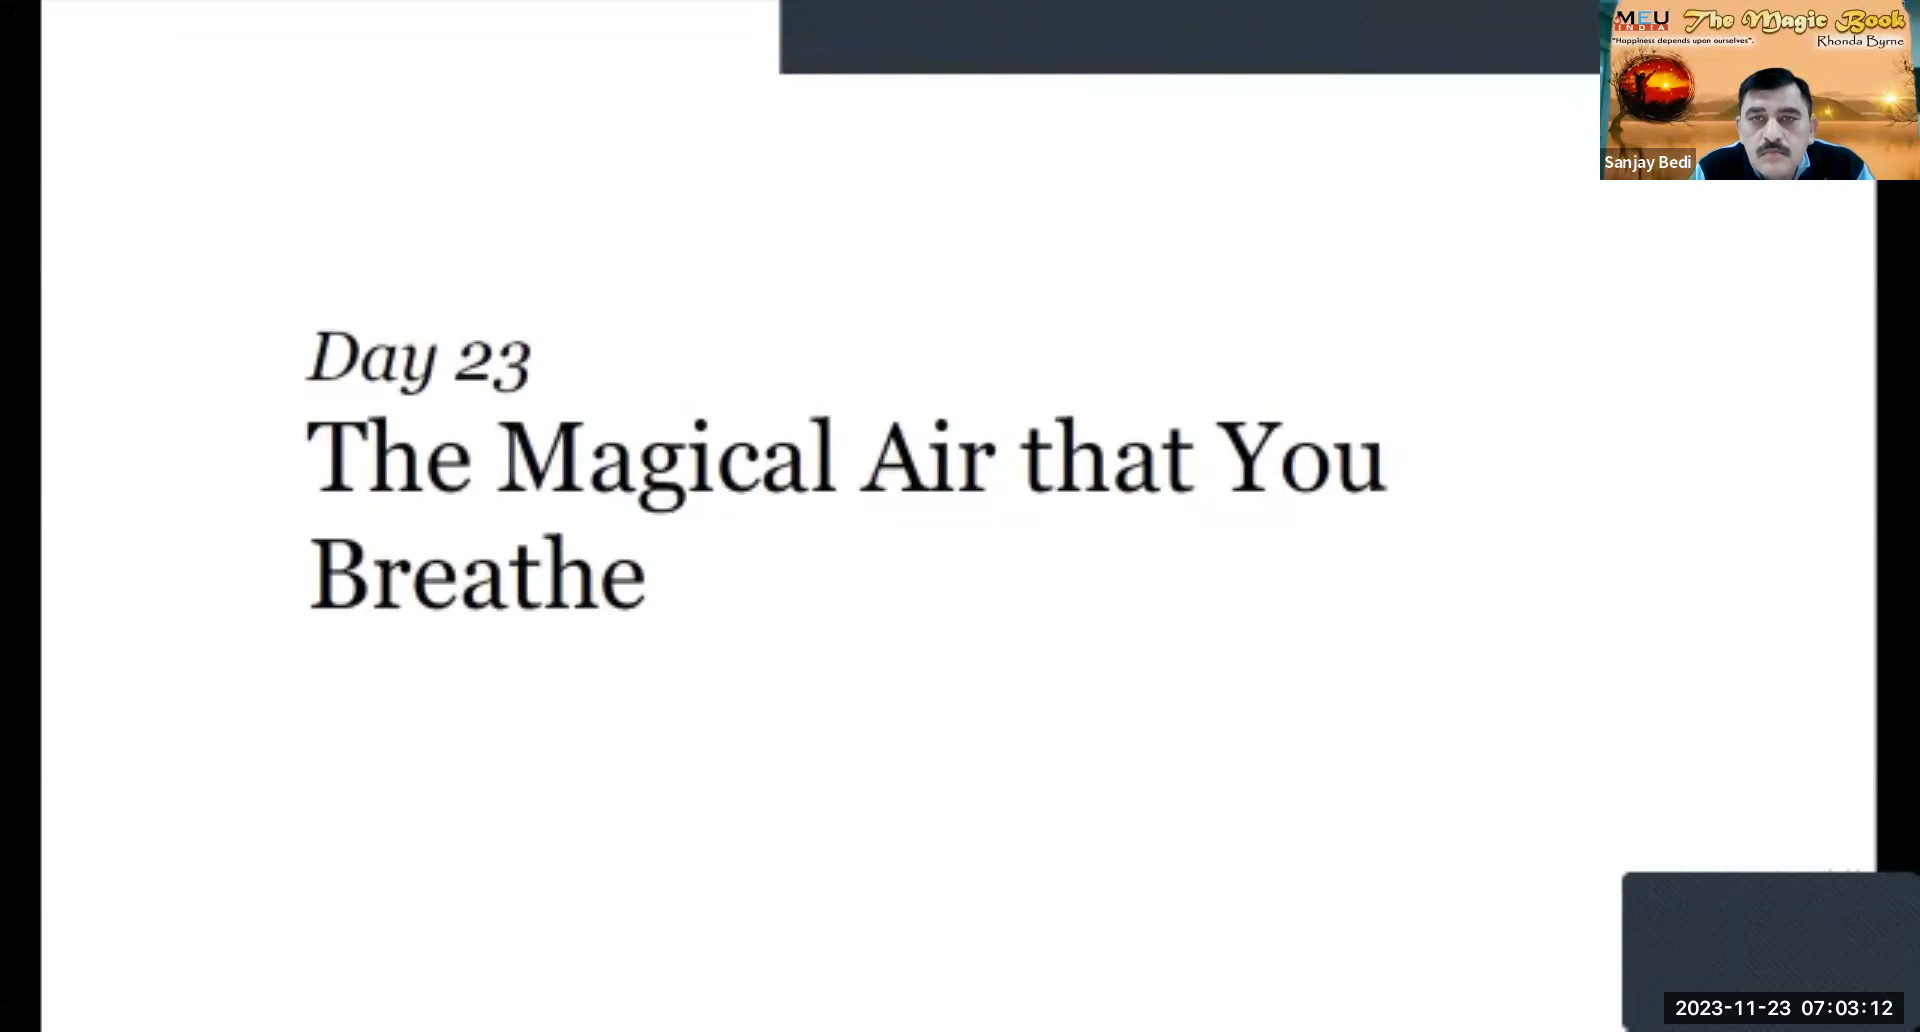 MEU
INDIA
The Magic Book
"Happiness depends upon ourselves".
Rhonda Byrne
Sanjay Bedi
Day 23
The Magical Air that You
Breathe
2023-11-23 07:03:12